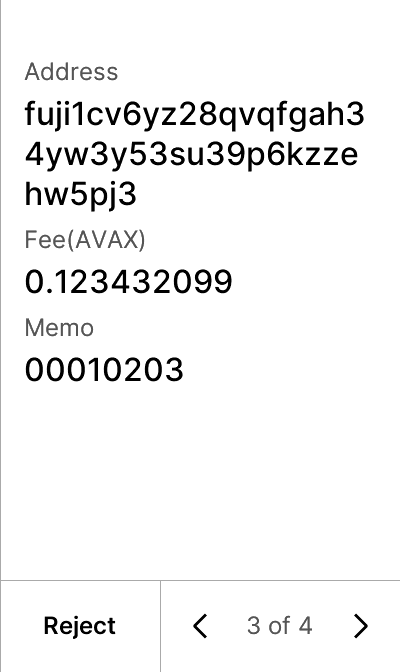 Address
fuji1cv6yz28qvqfgah3
4yw3y53su39p6kzze
hw5pj3
Fee(AVAX)
0.123432099
Memo
00010203
Reject
3 of 4